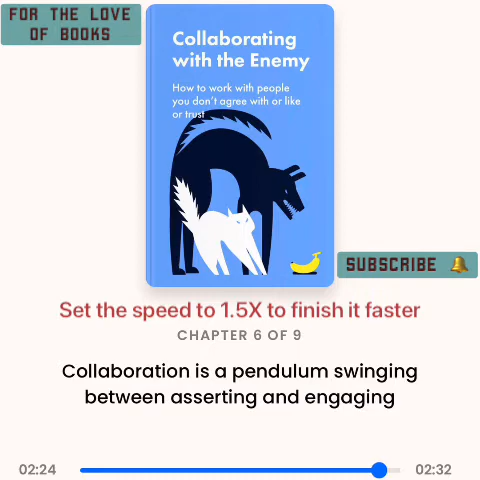 FOR THE LOVE
OF BOOKS
Collaborating
with the Enemy
How to work with people
you don't agree with or like
or trust
SUBSCRIBE
Set the speed to 1.5X to finish it faster
CHAPTER 6 OF 9
Collaboration is a pendulum swinging
between asserting and engaging
02:24
02:32